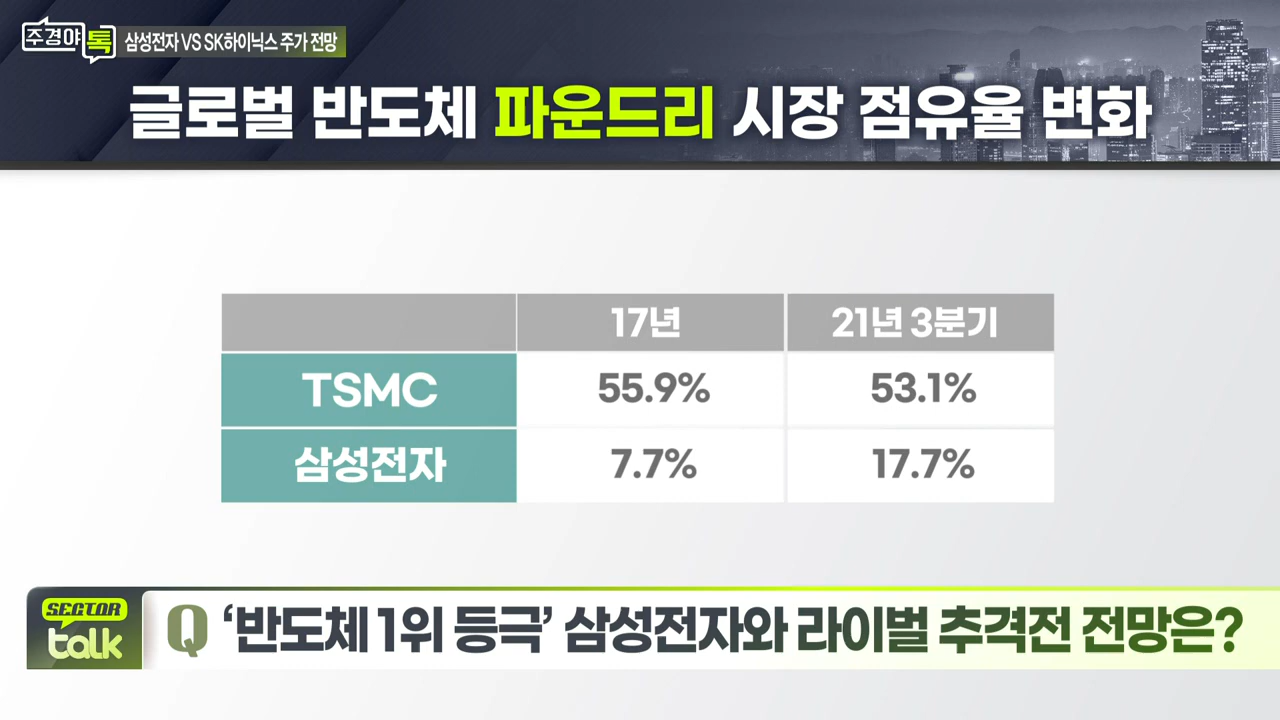 주경야톡 삼성전자 VS SK하이닉스 주가 전망
글로벌 반도체 파운드리 시장 점유율 변화
17년 21년 3분기
TSMC 55.9% 53.1%
삼성전자 7.7% 17.7%
SECTOR
talk
Q ‘반도체 1위 등극’ 삼성전자와 라이벌 추격전 전망은?